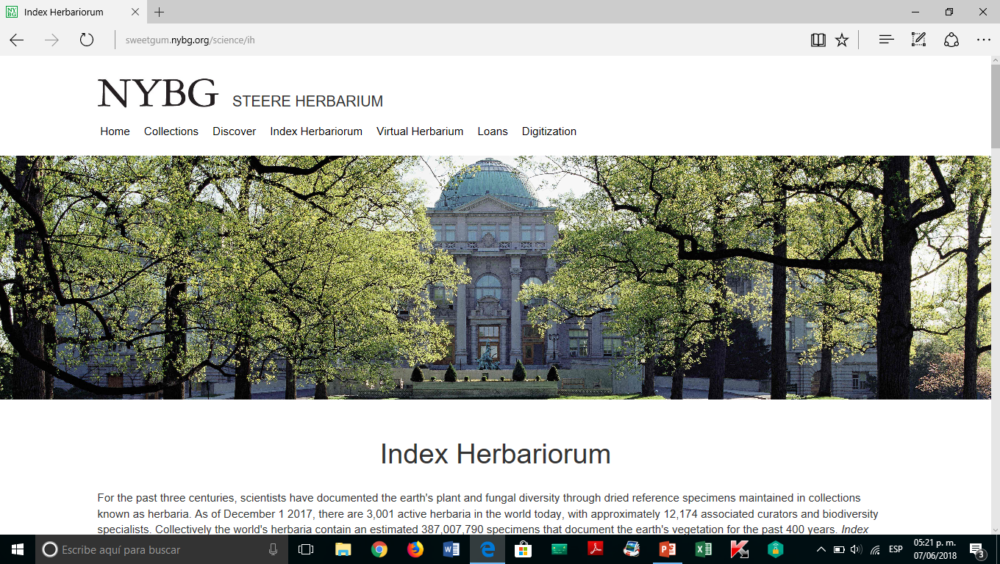 Index Herbariorum
sweetgum.nybg.org/science/ih
NYBG STEERE HERBARIUM
Home Collections Discover Index Herbariorum Virtual Herbarium Loans Digitization
Index Herbariorum
For the past three centuries, scientists have documented the earth's plant and fungal diversity through dried reference specimens maintained in collections
known as herbaria. As of December 1 2017, there are 3,001 active herbaria in the world today, with approximately 12,174 associated curators and biodiversity
specialists. Collectively the world's herbaria contain an estimated 387,007,790 specimens that document the earth's vegetation for the past 400 years. Index
Escribe aquí para buscar
ESP
05:21 p. m.
07/06/2018
3